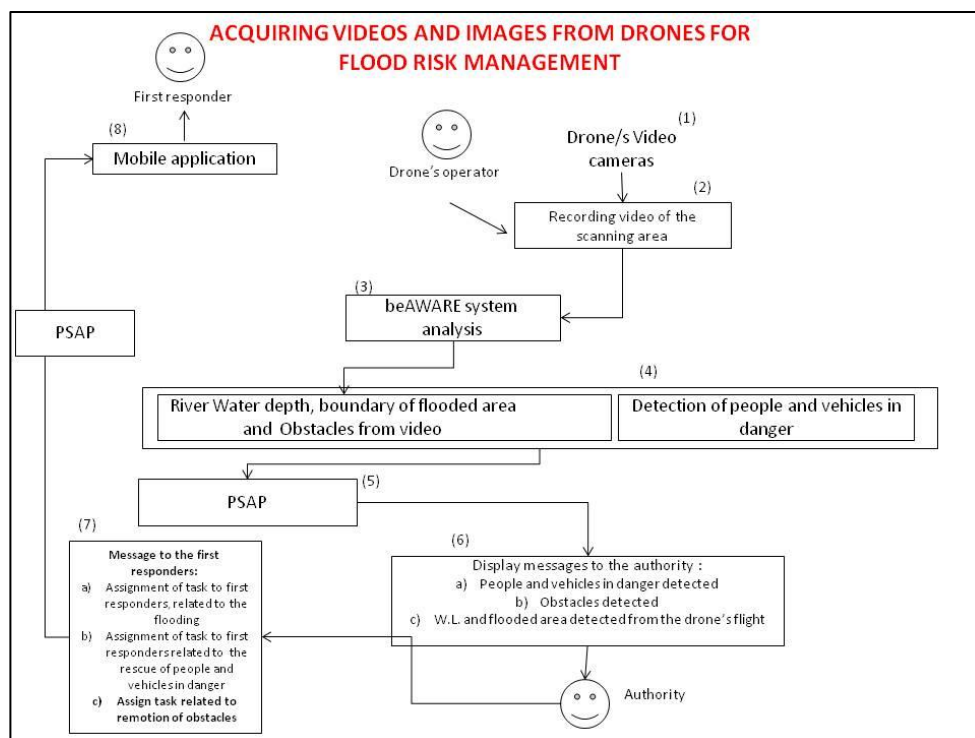 ACQUIRING VIDEOS AND IMAGES FROM DRONES FOR
FLOOD RISK MANAGEMENT
First responder
(8)
Mobile application
Drone's operator
(1)
Drone/s Video
cameras
(2)
Recording video of the
scanning area
(3)
beAWARE system
analysis
PSAP
(4)
River Water depth, boundary of flooded area
and Obstacles from video
Detection of people and vehicles in
danger
PSAP
(5)
(6)
Display messages to the authority :
a) People and vehicles in danger detected
b) Obstacles detected
c) W.L. and flooded area detected from the drone's flight
(7)
Message to the first
responders:
a) Assignment of task to first
responders, related to the
flooding
b) Assignment of task to first
responders related to the
rescue of people and
vehicles in danger
c) Assign task related to
remotion of obstacles
Authority